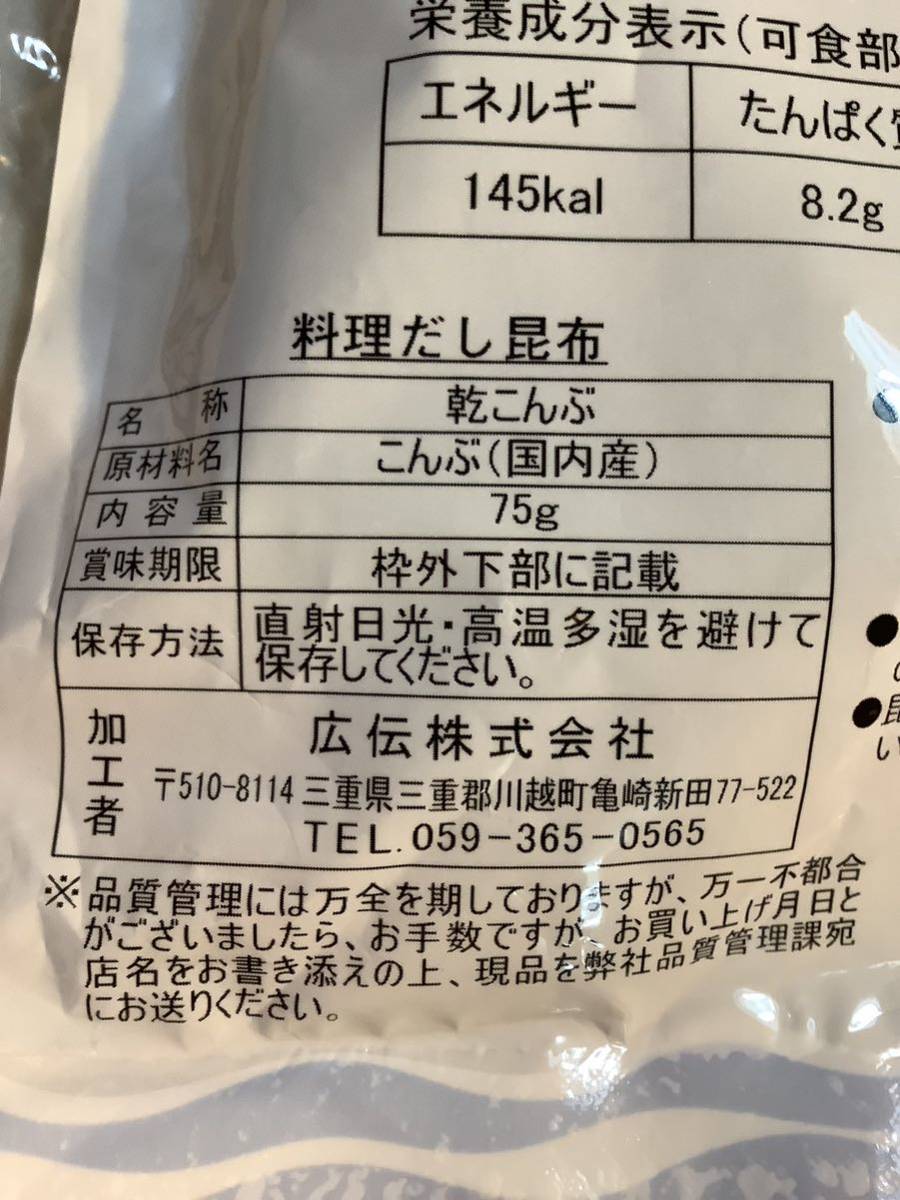 栄養成分表示(可食部
エネルギー たんぱく質
145kal 8.2g
料理だし昆布
名称 乾こんぶ
原材料名 こんぶ(国内産)
内容量 75g
賞味期限 枠外下部に記載
保存方法 直射日光・高温多湿を避けて
保存してください。
加工者 広伝株式会社
〒510-8114 三重県三重郡川越町亀崎新田77-522
TEL.059-365-0565
※品質管理には万全を期しておりますが、万一不都合
がございましたら、お手数ですが、お買い上げ月日と
店名をお書き添えの上、現品を弊社品質管理課宛
にお送りください。
●
●昆
い